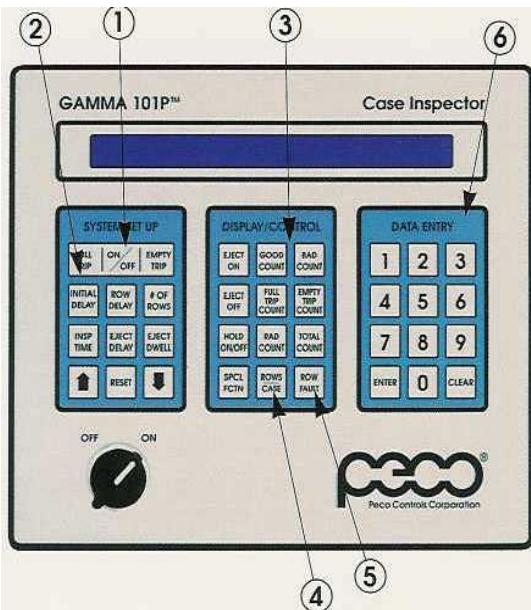 2 1 3 6
GAMMA 101P™ Case Inspector
SYSTEM SET UP DISPLAY/CONTROL DATA ENTRY
ON / OFF EMPTY TRIP
EJECT ON GOOD COUNT BAD COUNT
1 2 3
INITIAL DELAY ROW DELAY # OF ROWS
EJECT OFF FULL TRIP COUNT EMPTY TRIP COUNT
4 5 6
INSP TIME EJECT DELAY EJECT DWELL
HOLD ON/OFF RAD COUNT TOTAL COUNT
7 8 9
RESET
SPCL FCTN ROWS CASE ROW FAULT
ENTER 0 CLEAR
OFF ON
peco®
Peco Controls Corporation
4 5